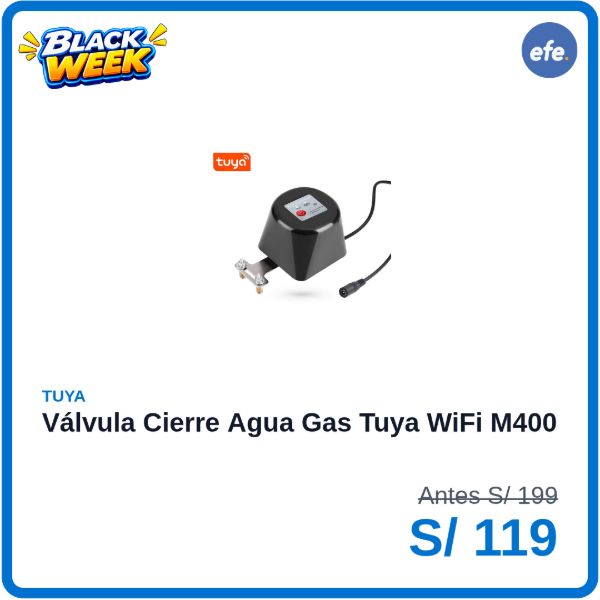 BLACK
WEEK
efe.
tuya
TUYA
Válvula Cierre Agua Gas Tuya WiFi M400
Antes S/ 199
S/ 119